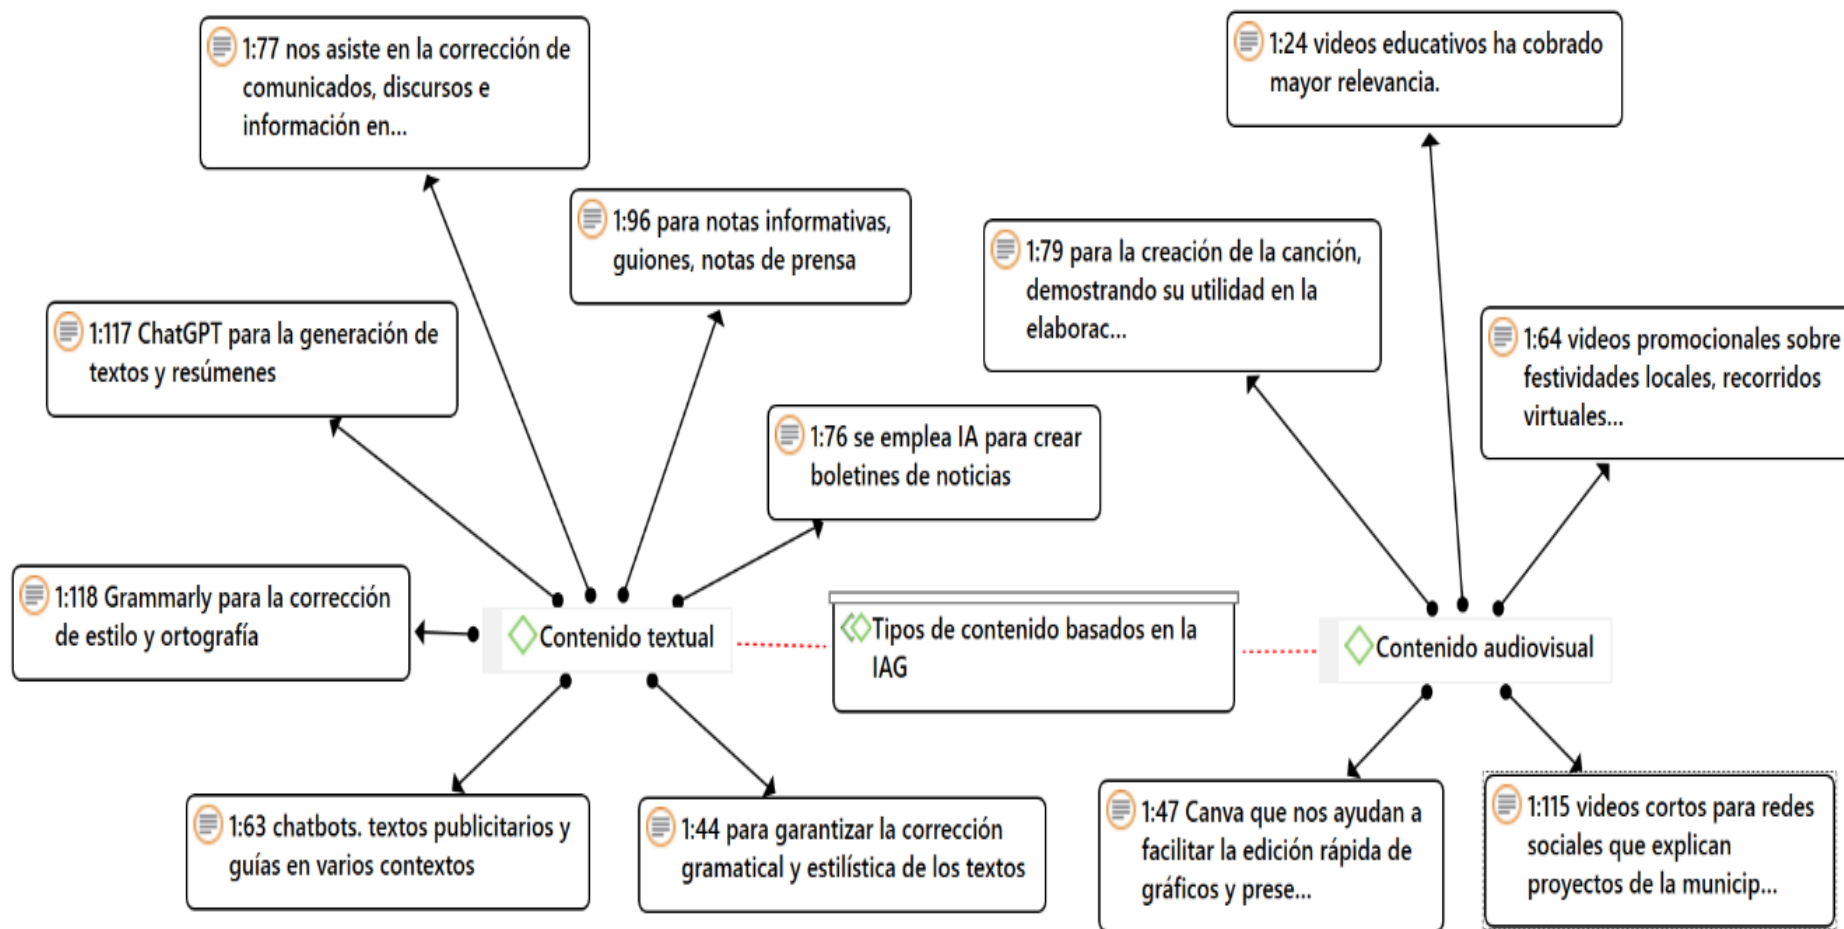 1:77 nos asiste en la corrección de
comunicados, discursos e
información en...
1:24 videos educativos ha cobrado
mayor relevancia.
1:96 para notas informativas,
guiones, notas de prensa
1:79 para la creación de la canción,
demostrando su utilidad en la
elaborac...
1:117 ChatGPT para la generación de
textos y resúmenes
1:64 videos promocionales sobre
festividades locales, recorridos
virtuales...
1:76 se emplea IA para crear
boletines de noticias
1:118 Grammarly para la corrección
de estilo y ortografía
Contenido textual
Tipos de contenido basados en la
IAG
Contenido audiovisual
1:63 chatbots. textos publicitarios y
guías en varios contextos
1:44 para garantizar la corrección
gramatical y estilística de los textos
1:47 Canva que nos ayudan a
facilitar la edición rápida de
gráficos y prese...
1:115 videos cortos para redes
sociales que explican
proyectos de la municip...